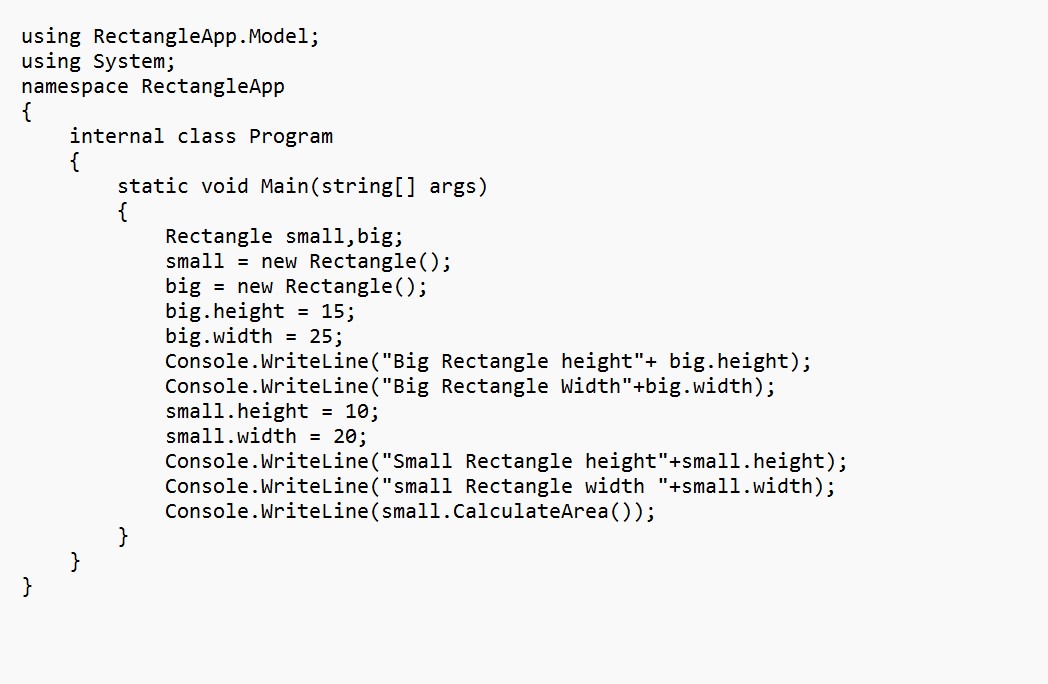 using RectangleApp.Model;
using System;
namespace RectangleApp
{
    internal class Program
    {
        static void Main(string[] args)
        {
            Rectangle small,big;
            small = new Rectangle();
            big = new Rectangle();
            big.height = 15;
            big.width = 25;
            Console.WriteLine("Big Rectangle height"+ big.height);
            Console.WriteLine("Big Rectangle Width"+big.width);
            small.height = 10;
            small.width = 20;
            Console.WriteLine("Small Rectangle height"+small.height);
            Console.WriteLine("small Rectangle width "+small.width);
            Console.WriteLine(small.CalculateArea());
        }
    }
}